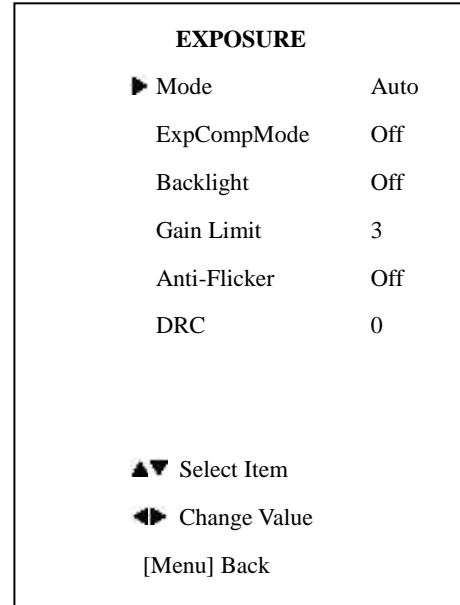 EXPOSURE
▶ Mode Auto
ExpCompMode Off
Backlight Off
Gain Limit 3
Anti-Flicker Off
DRC 0
▲▼ Select Item
◀▶ Change Value
[Menu] Back